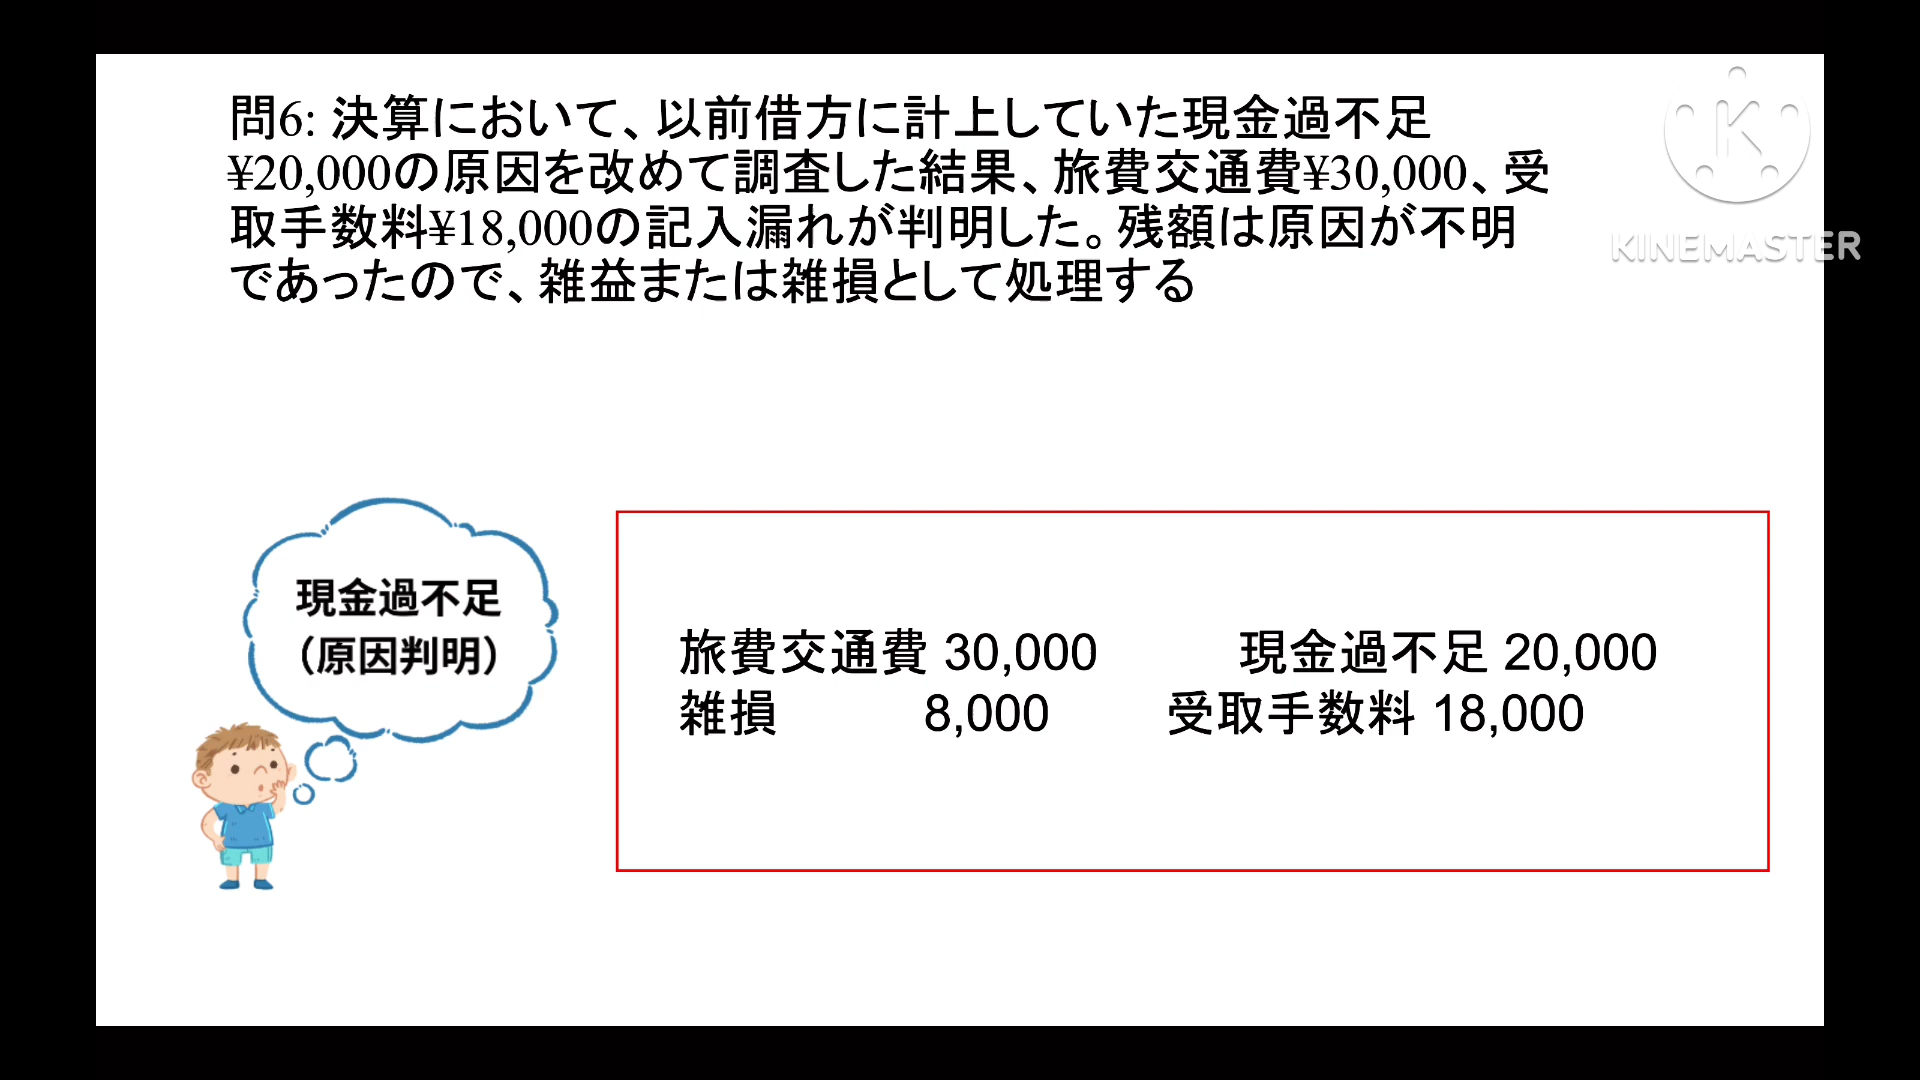 問6: 決算において、以前借方に計上していた現金過不足
¥20,000の原因を改めて調査した結果、旅費交通費¥30,000、受
取手数料¥18,000の記入漏れが判明した。残額は原因が不明
であったので、雑益または雑損として処理する
K
KINEMASTER
現金過不足
（原因判明）
旅費交通費 30,000 現金過不足 20,000
雑損 8,000 受取手数料 18,000